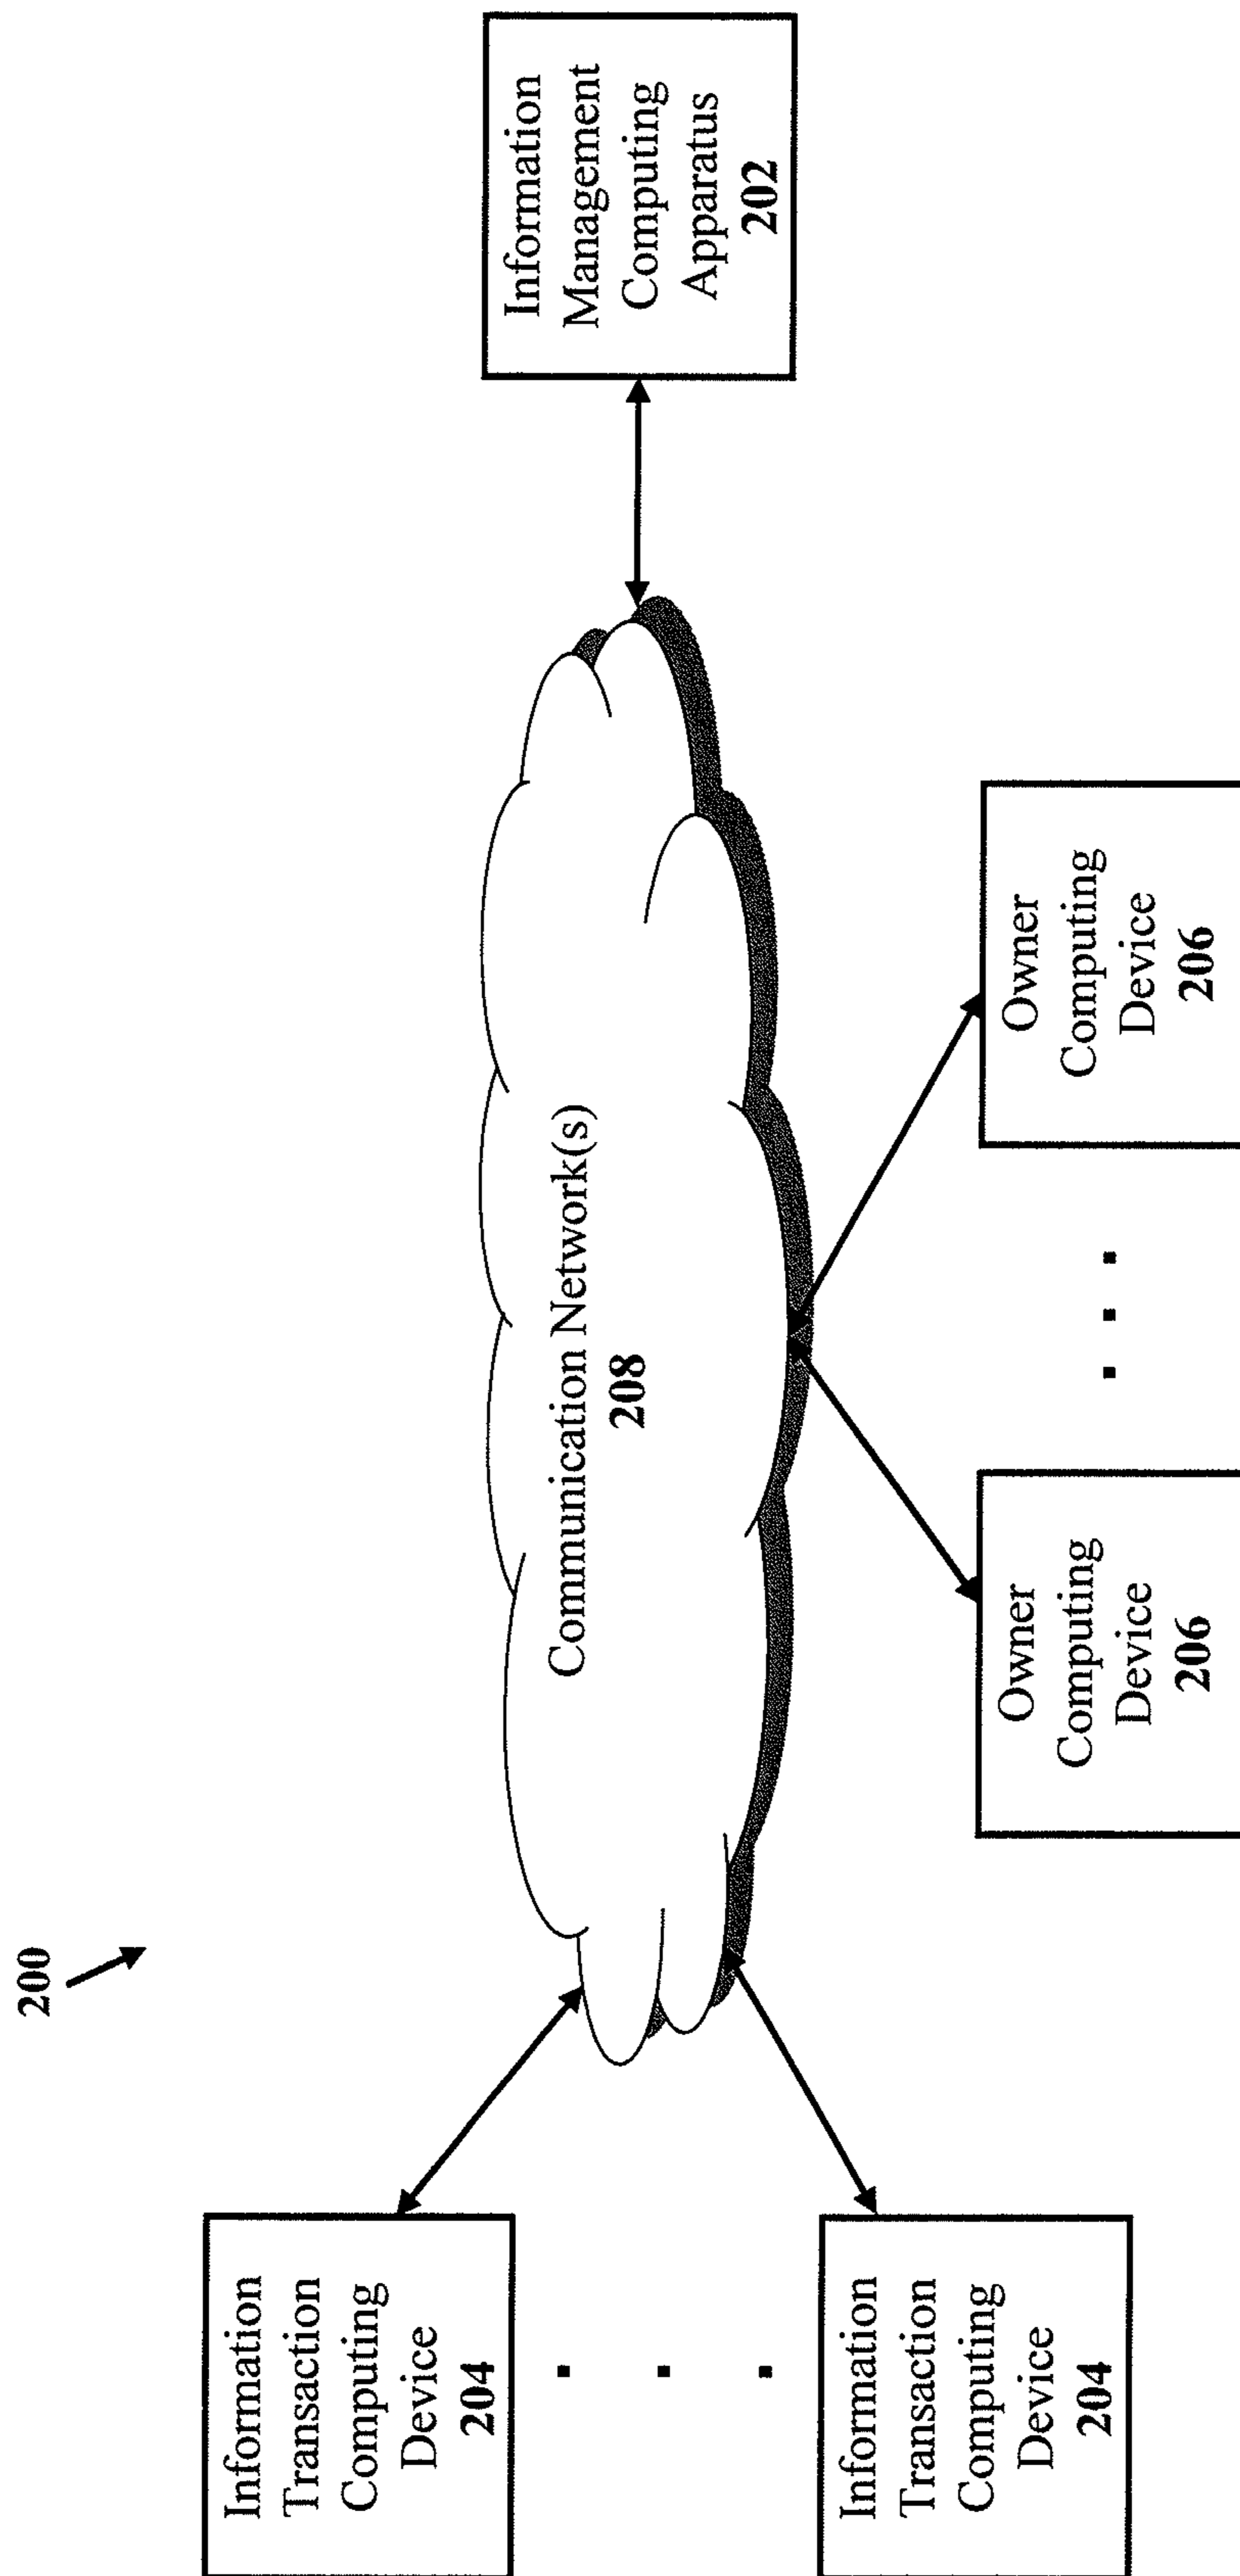 200
Information
Transaction
Computing
Device
204
Information
Transaction
Computing
Device
204
Communication Network(s)
208
Owner
Computing
Device
206
Owner
Computing
Device
206
Information
Management
Computing
Apparatus
202